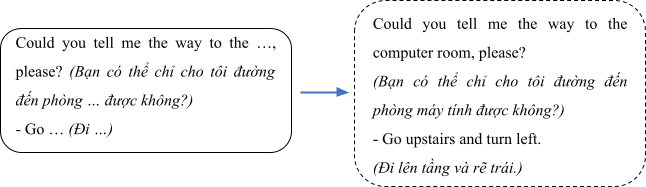 Could you tell me the way to the …,
please? (Bạn có thể chỉ cho tôi đường
đến phòng … được không?)
- Go … (Đi …)
Could you tell me the way to the
computer room, please?
(Bạn có thể chỉ cho tôi đường đến
phòng máy tính được không?)
- Go upstairs and turn left.
(Đi lên tầng và rẽ trái.)